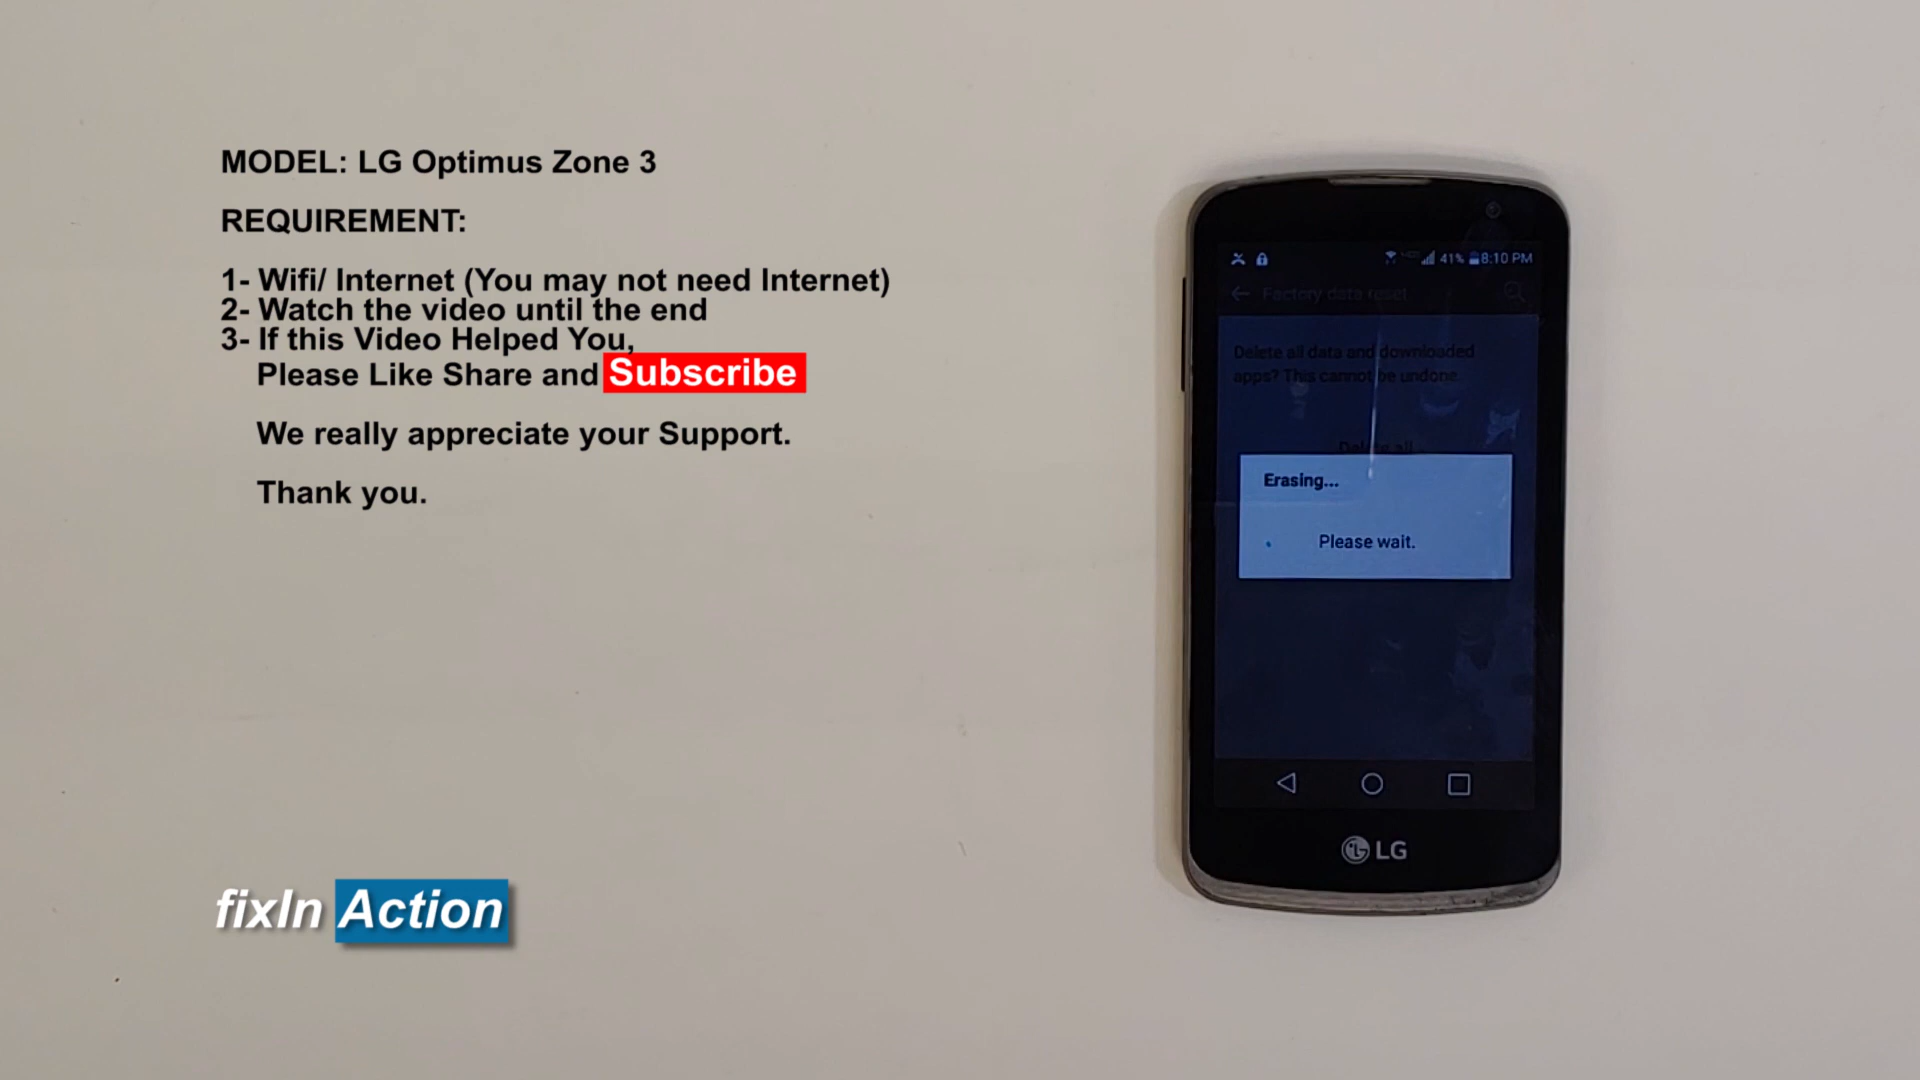 MODEL: LG Optimus Zone 3
REQUIREMENT:
1- Wifi/ Internet (You may not need Internet)
2- Watch the video until the end
3- If this Video Helped You,
Please Like Share and Subscribe
We really appreciate your Support.
Thank you.
fixIn Action
41% 8:10 PM
Factory data reset
Delete all data and downloaded
apps? This cannot be undone.
Delete all
Erasing...
Please wait.
LG